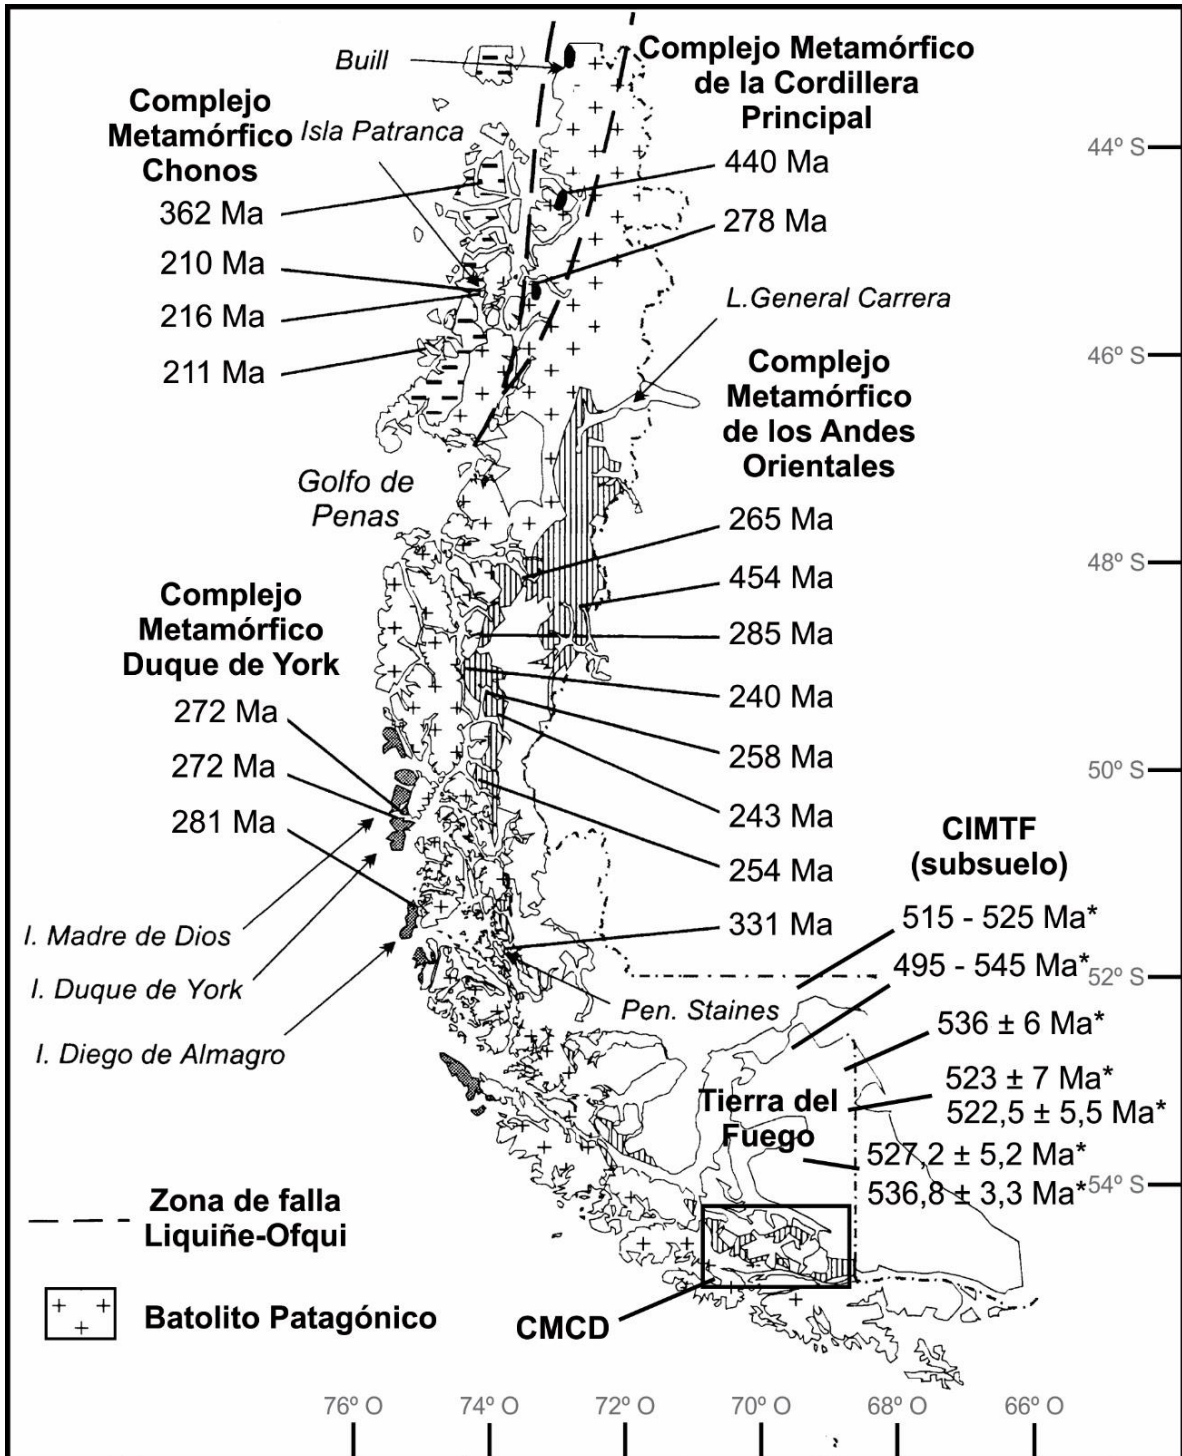 Buill
Complejo Metamórfico
de la Cordillera
Principal
Complejo
Metamórfico
Chonos
Isla Patranca
44º S
440 Ma
362 Ma
278 Ma
210 Ma
L.General Carrera
216 Ma
46º S
211 Ma
Complejo
Metamórfico
de los Andes
Orientales
Golfo de
Penas
265 Ma
48º S
454 Ma
Complejo
Metamórfico
Duque de York
285 Ma
240 Ma
272 Ma
258 Ma
272 Ma
50º S
243 Ma
281 Ma
CIMTF
(subsuelo)
254 Ma
515 - 525 Ma*
331 Ma
I. Madre de Dios
495 - 545 Ma*
52º S
I. Duque de York
Pen. Staines
536 ± 6 Ma*
I. Diego de Almagro
523 ± 7 Ma*
522,5 ± 5,5 Ma*
Tierra del
Fuego
527,2 ± 5,2 Ma*
536,8 ± 3,3 Ma*
54º S
Zona de falla
Liquiñe-Ofqui
Batolito Patagónico
CMCD
76º O
74º O
72º O
70º O
68º O
66º O